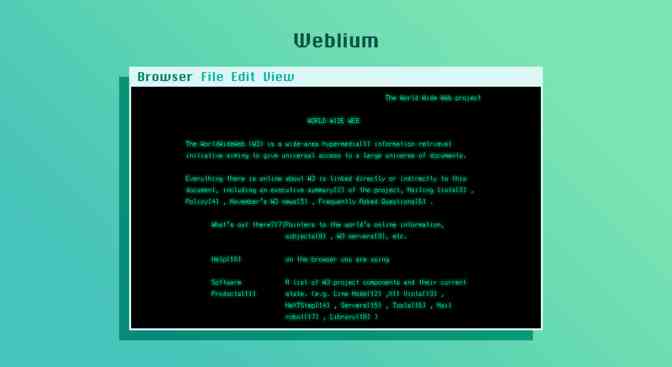 Weblium
Browser File Edit View
The World Wide Web project
WORLD WIDE WEB
The WorldWideWeb (W3) is a wide-area hypermedia[1] information retrieval
initiative aiming to give universal access to a large universe of documents.
Everything there is online about W3 is linked directly or indirectly to this
document, including an executive summary[2] of the project, Mailing lists[3] ,
Policy[4] , November's W3 news[5] , Frequently Asked Questions[6] .
What's out there?[7]Pointers to the world's online information,
subjects[8] , W3 servers[9], etc.
Help[10] on the browser you are using
Software A list of W3 project components and their current
Products[11] state. (e.g. Line Mode[12] ,X11 Viola[13] ,
NeXTStep[14] , Servers[15] , Tools[16] , Mail
robot[17] , Library[18] )